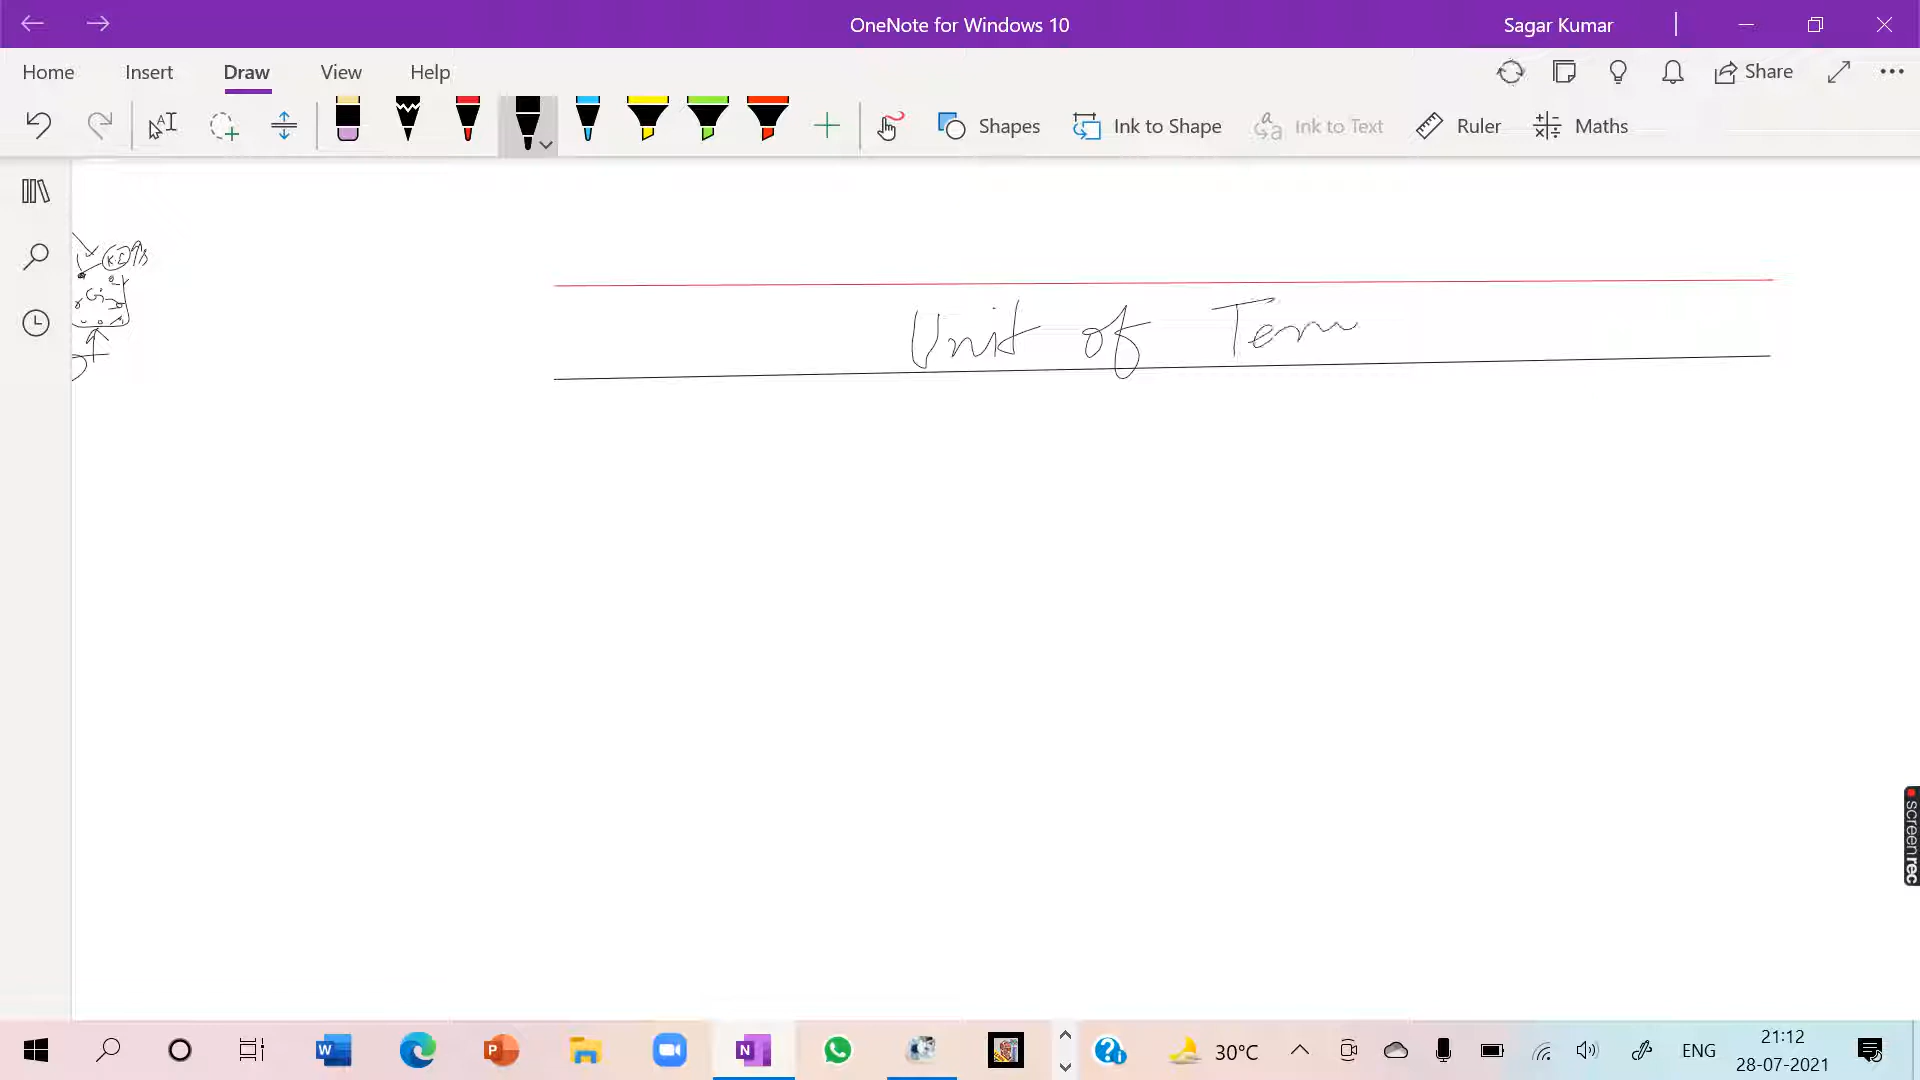 OneNote for Windows 10
Sagar Kumar
Home Insert Draw View Help
Share
Shapes
Ink to Shape
Ink to Text
Ruler
Maths
K.E↑s
Unit of Tem
screenrec
30°C
ENG
21:12
28-07-2021